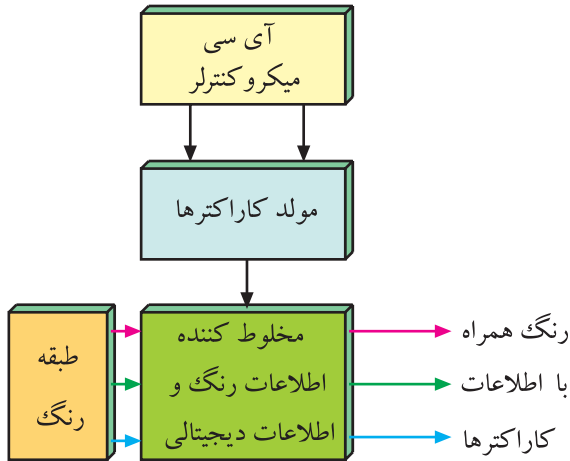 آی سی
میکروکنترلر
مولد کاراکترها
مخلوط کننده
اطلاعات رنگ و
اطلاعات دیجیتالی
طبقه
رنگ
رنگ همراه
با اطلاعات
کاراکترها